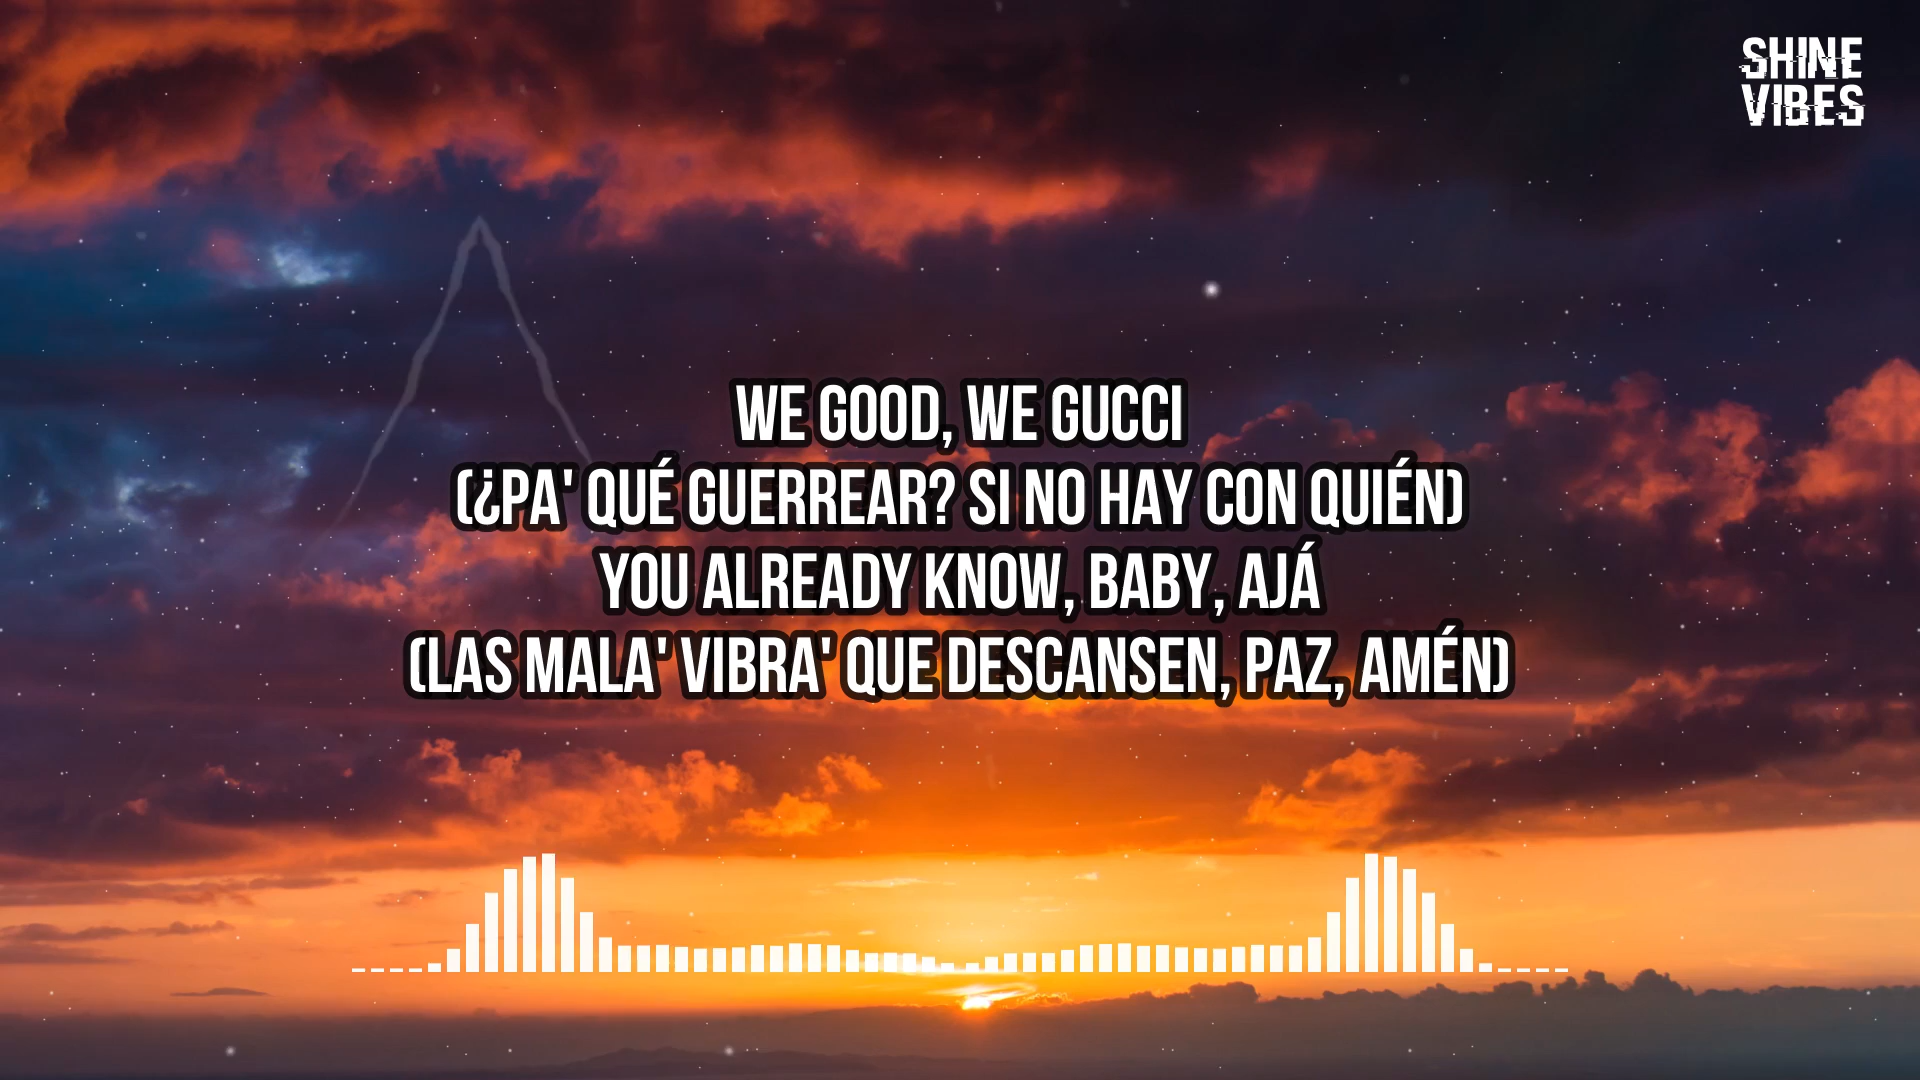 SHINE
VIBES
WE GOOD, WE GUCCI
(¿PA' QUÉ GUERREAR? SI NO HAY CON QUIÉN)
YOU ALREADY KNOW, BABY, AJÁ
(LAS MALA' VIBRA' QUE DESCANSEN, PAZ, AMÉN)